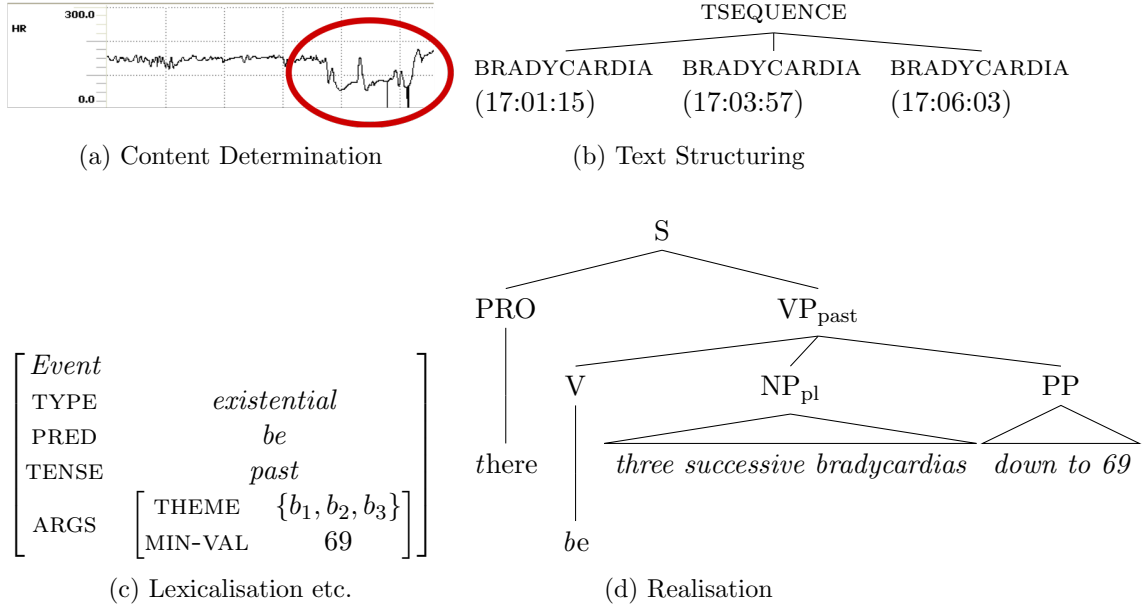 300.0
HR
0.0
(a) Content Determination
TSEQUENCE
BRADYCARDIA BRADYCARDIA BRADYCARDIA
(17:01:15) (17:03:57) (17:06:03)
(b) Text Structuring
Event
TYPE existential
PRED be
TENSE past
ARGS
THEME {b₁, b₂, b₃}
MIN-VAL 69
(c) Lexicalisation etc.
S
PRO VPpast
V NPpl PP
there three successive bradycardias down to 69
be
(d) Realisation